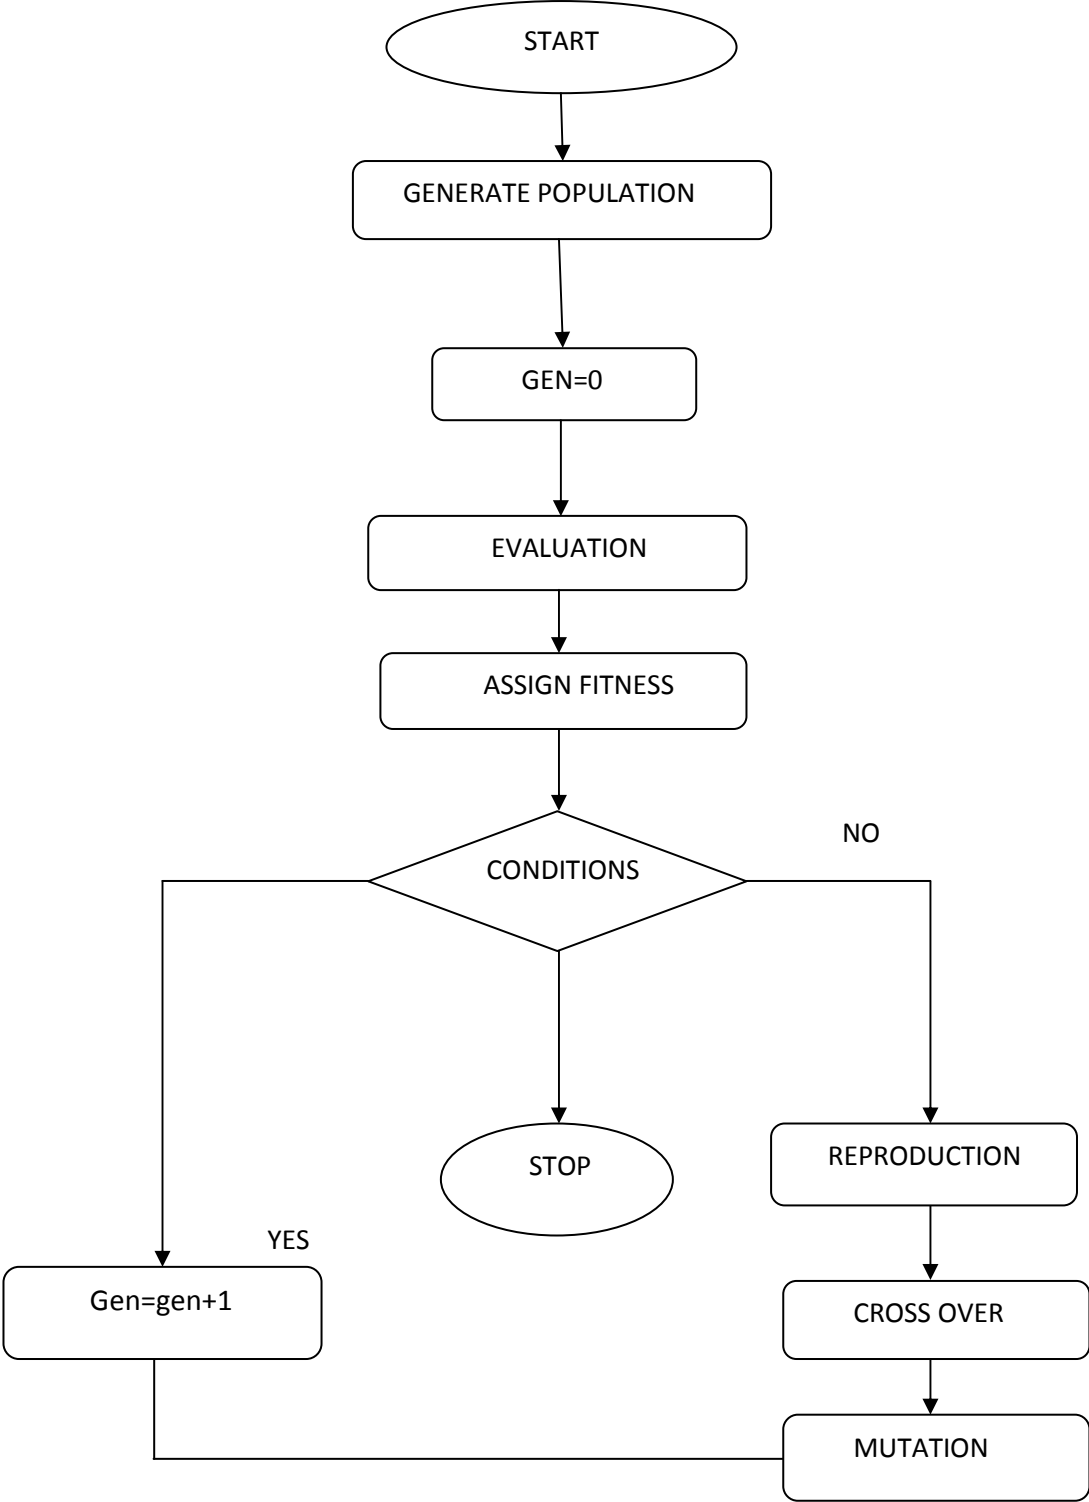 START
GENERATE POPULATION
GEN=0
EVALUATION
ASSIGN FITNESS
NO
CONDITIONS
REPRODUCTION
STOP
YES
Gen=gen+1
CROSS OVER
MUTATION